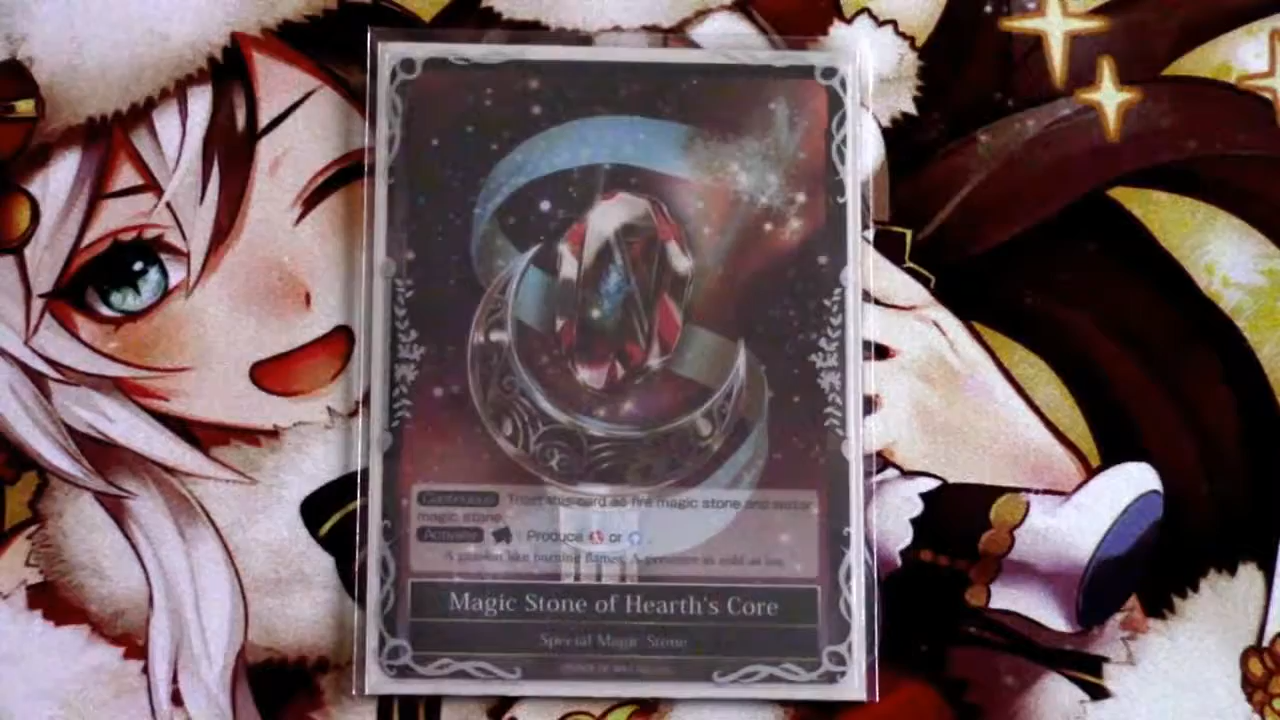 Continuous Treat this card as fire magic stone and water
magic stone.
Activate : Produce or .
A passion like burning flames. A presence as cold as ice.
Magic Stone of Hearth's Core
Special Magic Stone